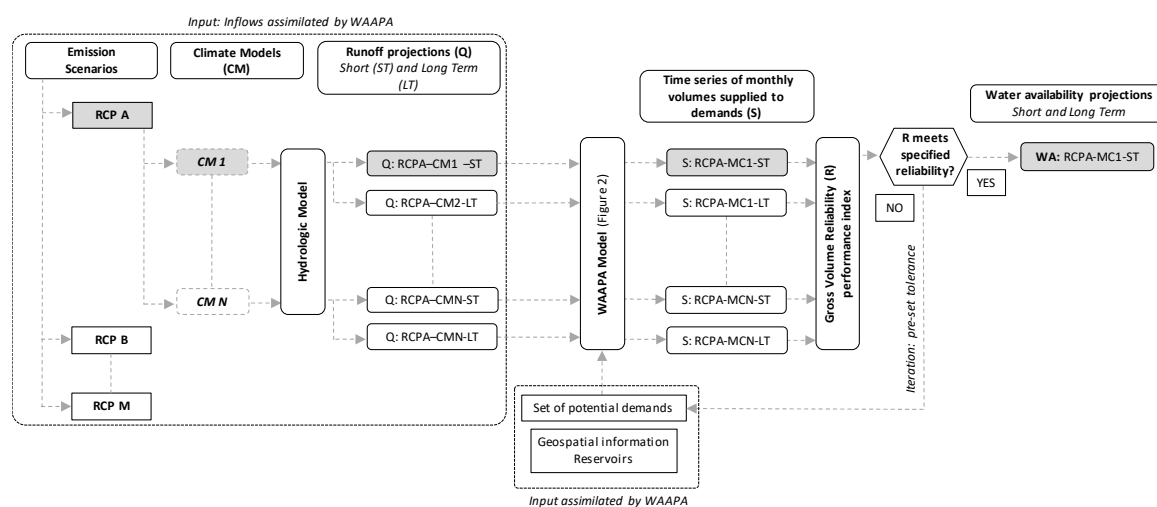 Input: Inflows assimilated by WAAPA
Emission
Scenarios
Climate Models
(CM)
Runoff projections (Q)
Short (ST) and Long Term
(LT)
Time series of monthly
volumes supplied to
demands (S)
Water availability projections
Short and Long Term
RCP A
CM 1
CM N
RCP B
RCP M
Hydrologic Model
Q: RCPA–CM1 –ST
Q: RCPA–CM2-LT
Q: RCPA–CMN-ST
Q: RCPA–CMN-LT
WAAPA Model (Figure 2)
S: RCPA-MC1-ST
S: RCPA-MC1-LT
S: RCPA-MCN-ST
S: RCPA-MCN-LT
Gross Volume Reliability (R)
performance index
R meets
specified
reliability?
YES
NO
WA: RCPA-MC1-ST
Iteration: pre-set tolerance
Set of potential demands
Geospatial information
Reservoirs
Input assimilated by WAAPA